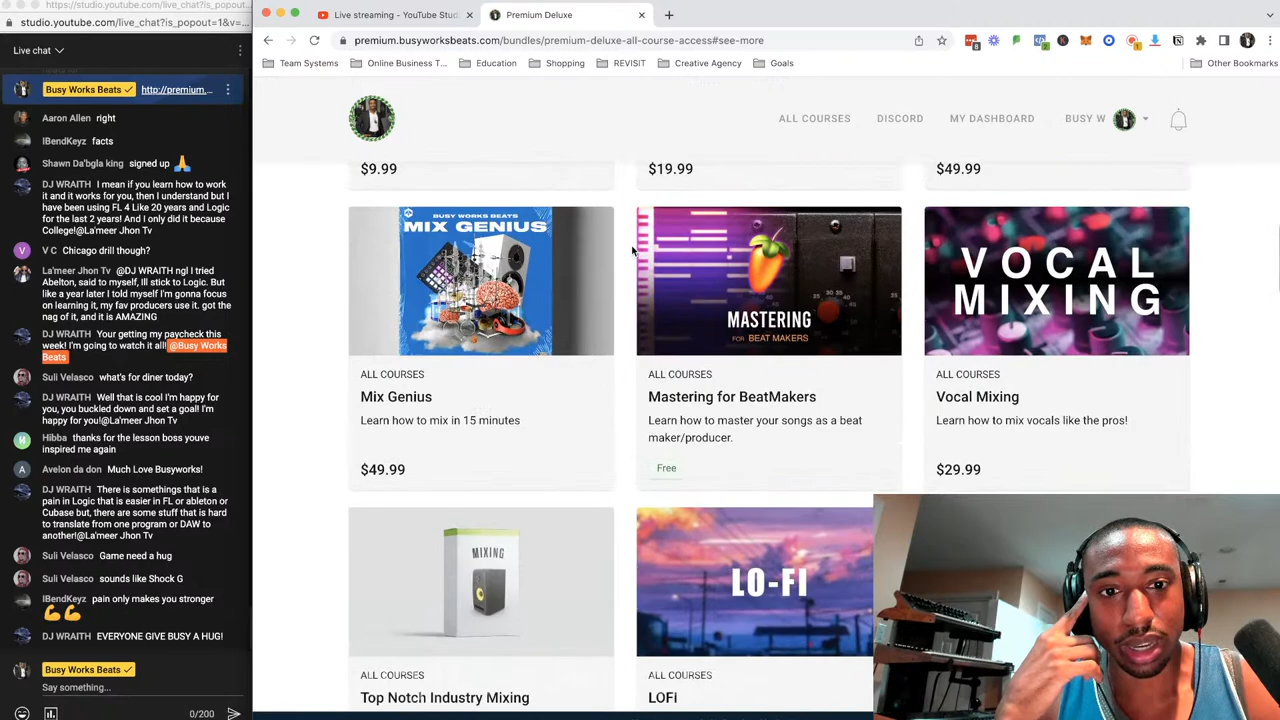 https://studio.youtube.com/live_chat?is_popout=1&v=...
studio.youtube.com/live_chat?is_popout=1&v=...
Live chat
Busy Works Beats http://premium....
Aaron Allen right
IBendKeyz facts
Shawn Da'bgla king signed up 🙏
DJ WRAITH I mean if you learn how to work
it and it works for you, then I understand but I
have been using FL 4 Like 20 years and Logic
for the last 2 years! And I only did it because
College!@La'meer Jhon Tv
V C Chicago drill though?
La'meer Jhon Tv @DJ WRAITH ngl I tried
Abelton, said to myself, Ill stick to Logic. But
like a year later I told myself I'm gonna focus
on learning it, my fav producers use it. got the
nag of it, and it is AMAZING
DJ WRAITH Your getting my paycheck this
week! I'm going to watch it all! @Busy Works
Beats
Suli Velasco what's for diner today?
DJ WRAITH Well that is cool I'm happy for
you, you buckled down and set a goal! I'm
happy for you!@La'meer Jhon Tv
Hibba thanks for the lesson boss youve
inspired me again
Avelon da don Much Love Busyworks!
DJ WRAITH There is somethings that is a
pain in Logic that is easier in FL or ableton or
Cubase but, there are some stuff that is hard
to translate from one program or DAW to
another!@La'meer Jhon Tv
Suli Velasco Game need a hug
Suli Velasco sounds like Shock G
IBendKeyz pain only makes you stronger
💪💪
DJ WRAITH EVERYONE GIVE BUSY A HUG!
Busy Works Beats
Say something...
0/200
Live streaming - YouTube Stud
Premium Deluxe
premium.busyworksbeats.com/bundles/premium-deluxe-all-course-access#see-more
Team Systems
Online Business T...
Education
Shopping
REVISIT
Creative Agency
Goals
Other Bookmarks
ALL COURSES
DISCORD
MY DASHBOARD
BUSY W
$9.99
$19.99
$49.99
BUSY WORKS BEATS
MIX GENIUS
ALL COURSES
Mix Genius
Learn how to mix in 15 minutes
$49.99
MASTERING
FOR BEAT MAKERS
ALL COURSES
Mastering for BeatMakers
Learn how to master your songs as a beat
maker/producer.
Free
VOCAL
MIXING
ALL COURSES
Vocal Mixing
Learn how to mix vocals like the pros!
$29.99
MIXING
ALL COURSES
Top Notch Industry Mixing
LO-FI
ALL COURSES
LOFi